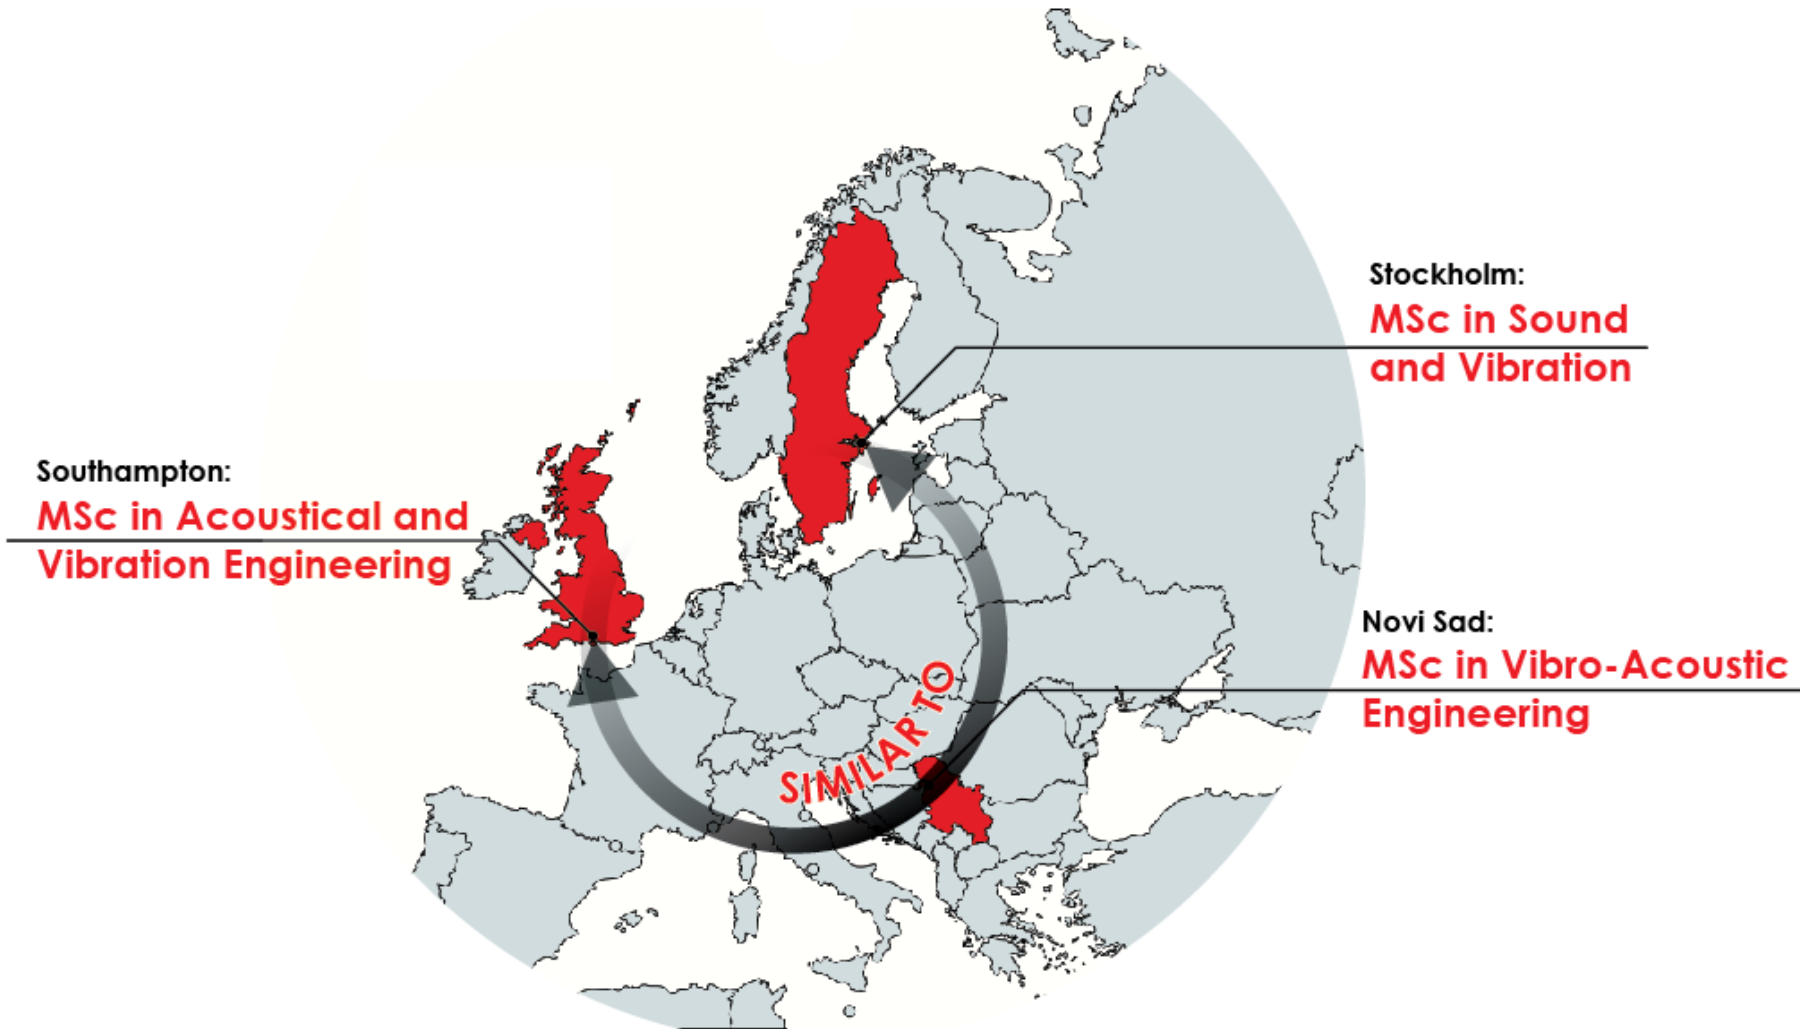 Stockholm:
MSc in Sound
and Vibration
Southampton:
MSc in Acoustical and
Vibration Engineering
Novi Sad:
MSc in Vibro-Acoustic
Engineering
SIMILAR TO